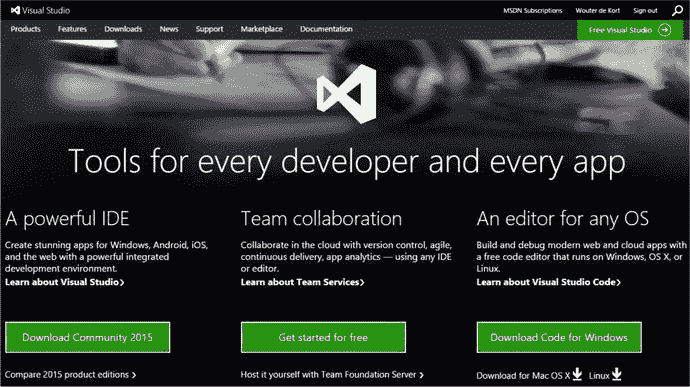 Visual Studio
MSDN Subscriptions Wouter de Kort Sign out
Products Features Downloads News Support Marketplace Documentation
Free Visual Studio
Tools for every developer and every app
A powerful IDE
Create stunning apps for Windows, Android, iOS,
and the web with a powerful integrated
development environment.
Learn about Visual Studio
Download Community 2015
Compare 2015 product editions
Team collaboration
Collaborate in the cloud with version control, agile,
continuous delivery, app analytics — using any IDE
or editor.
Learn about Team Services
Get started for free
Host it yourself with Team Foundation Server
An editor for any OS
Build and debug modern web and cloud apps with
a free code editor that runs on Windows, OS X, or
Linux.
Learn about Visual Studio Code
Download Code for Windows
Download for Mac OS X Linux